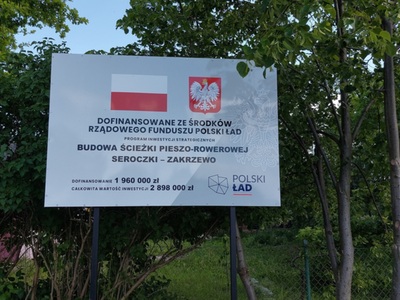 DOFINANSOWANE ZE ŚRODKÓW
RZĄDOWEGO FUNDUSZU POLSKI ŁAD
PROGRAM INWESTYCJI STRATEGICZNYCH
BUDOWA ŚCIEŻKI PIESZO-ROWEROWEJ
SEROCZKI – ZAKRZEWO
DOFINANSOWANIE 1 960 000 zł
CAŁKOWITA WARTOŚĆ INWESTYCJI 2 898 000 zł
POLSKI
ŁAD